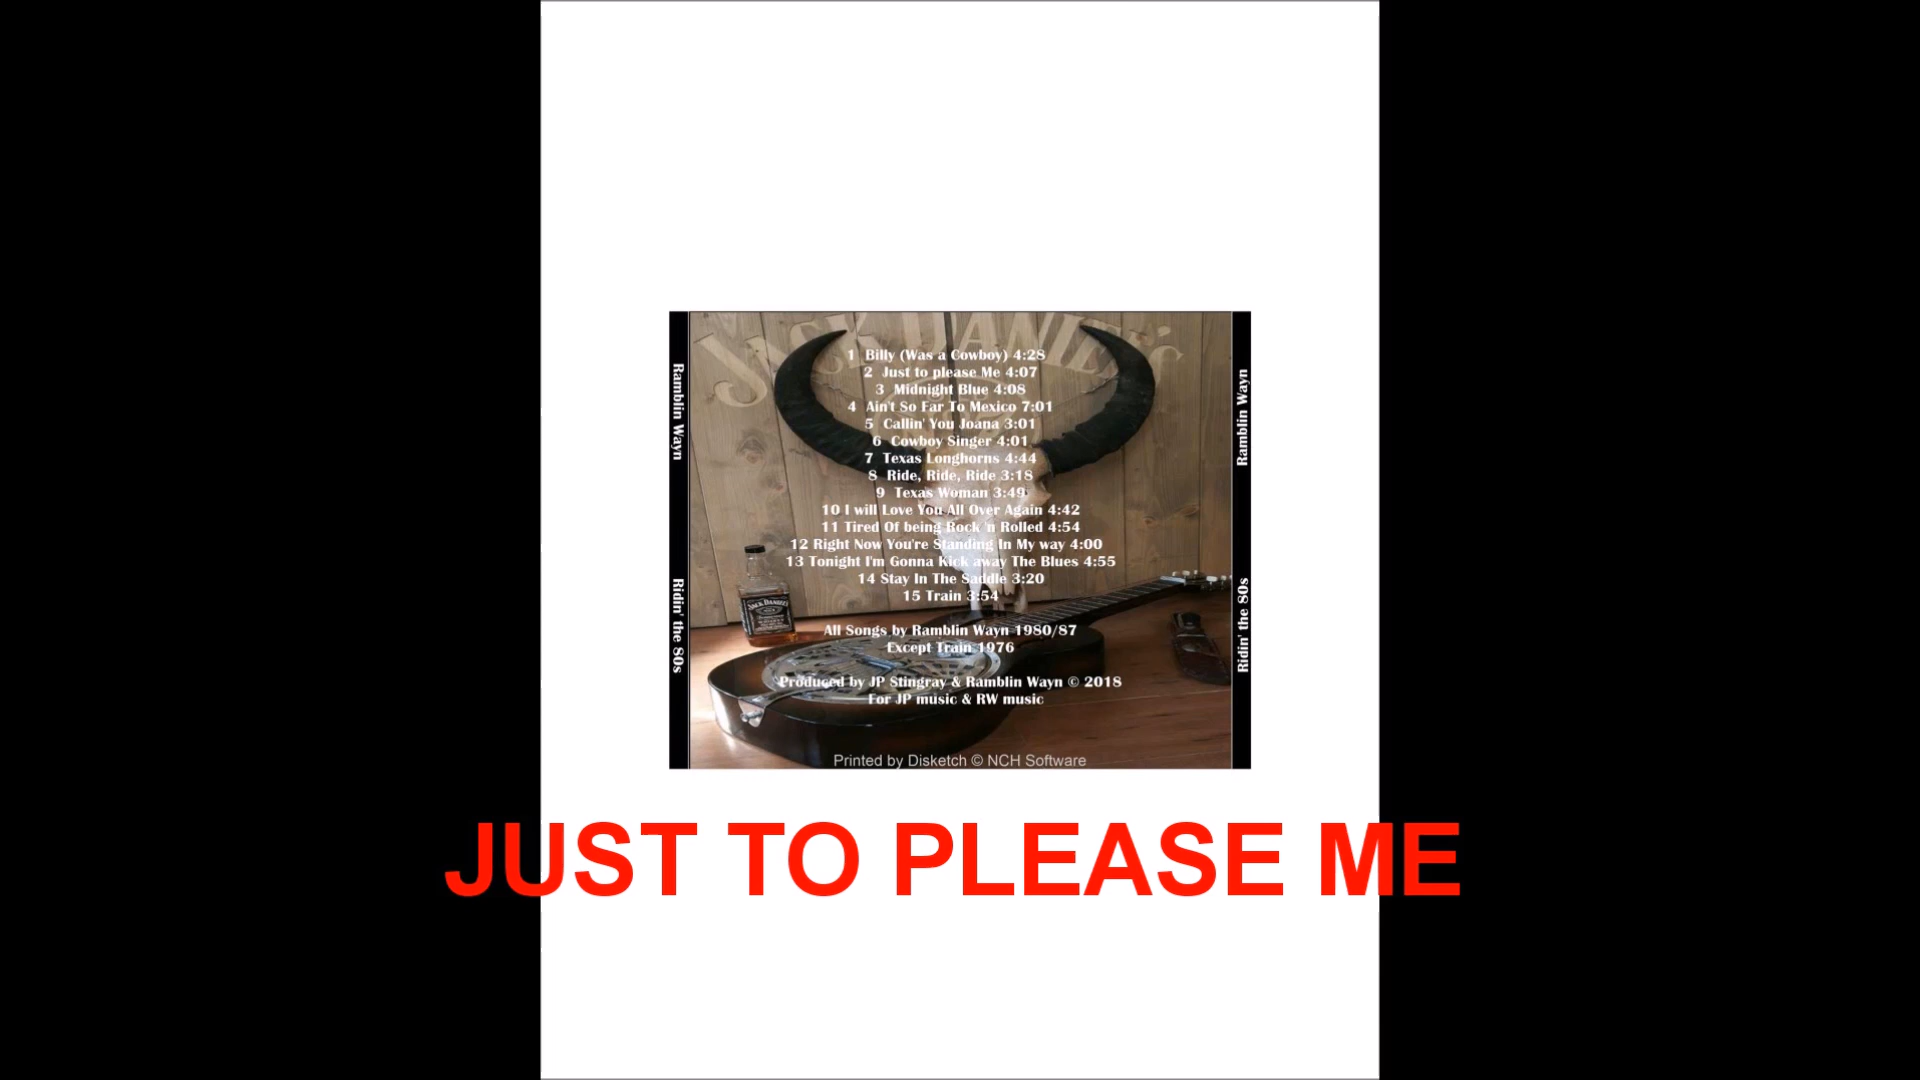 JACK DANIEL'S
1 Billy (Was a Cowboy) 4:28
2 Just to please Me 4:07
3 Midnight Blue 4:08
4 Ain't So Far To Mexico 7:01
5 Callin' You Joana 3:01
6 Cowboy Singer 4:01
7 Texas Longhorns 4:44
8 Ride, Ride, Ride 3:18
9 Texas Woman 3:49
10 I will Love You All Over Again 4:42
11 Tired Of being Rock 'n Rolled 4:54
12 Right Now You're Standing In My way 4:00
13 Tonight I'm Gonna Kick away The Blues 4:55
14 Stay In The Saddle 3:20
15 Train 3:54
All Songs by Ramblin Wayn 1980/87
Except Train 1976
Produced by JP Stingray & Ramblin Wayn © 2018
For JP music & RW music
Printed by Disketch © NCH Software
Ramblin Wayn
Ridin' the 80s
Ramblin Wayn
Ridin' the 80s
JACK DANIEL'S
JUST TO PLEASE ME